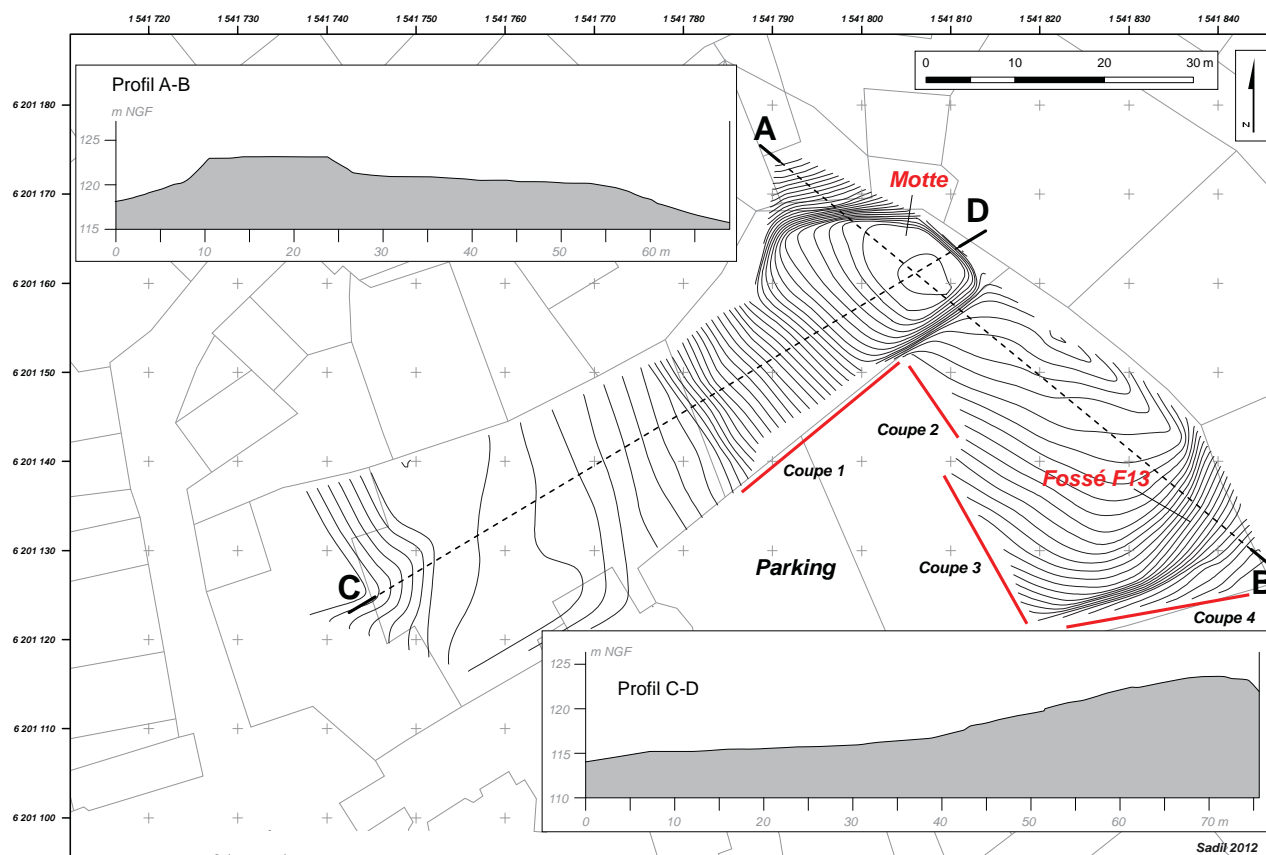 1 541 720 1 541 730 1 541 740 1 541 750 1 541 760 1 541 770 1 541 780 1 541 790 1 541 800 1 541 810 1 541 820 1 541 830 1 541 840
6 201 180
6 201 170
6 201 160
6 201 150
6 201 140
6 201 130
6 201 120
6 201 110
6 201 100
Profil A-B
m NGF
125
120
115
0 10 20 30 40 50 60 m
0 10 20 30 m
N
A
Motte
D
Coupe 2
Coupe 1
Fossé F13
Coupe 3
Parking
C
B
Coupe 4
m NGF
125
Profil C-D
120
115
110
0 10 20 30 40 50 60 70 m
Sadil 2012